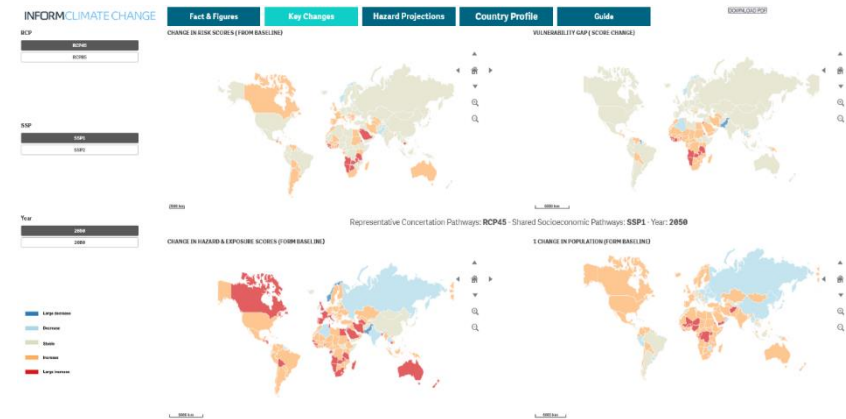 INFORM CLIMATE CHANGE
Fact & Figures
Key Changes
Hazard Projections
Country Profile
Guide
DOWNLOAD PDF
RCP
RCP45
RCP85
CHANGE IN RISK SCORES (FROM BASELINE)
VULNERABILITY GAP ( SCORE CHANGE)
SSP
SSP1
Representative Concertation Pathways: RCP45 - Shared Socioeconomic Pathways: SSP1 - Year: 2050
Year
2050
2080
CHANGE IN HAZARD & EXPOSURE SCORES (FORM BASELINE)
1 CHANGE IN POPULATION (FORM BASELINE)
Large decrease
Decrease
Stable
Increase
Large increase